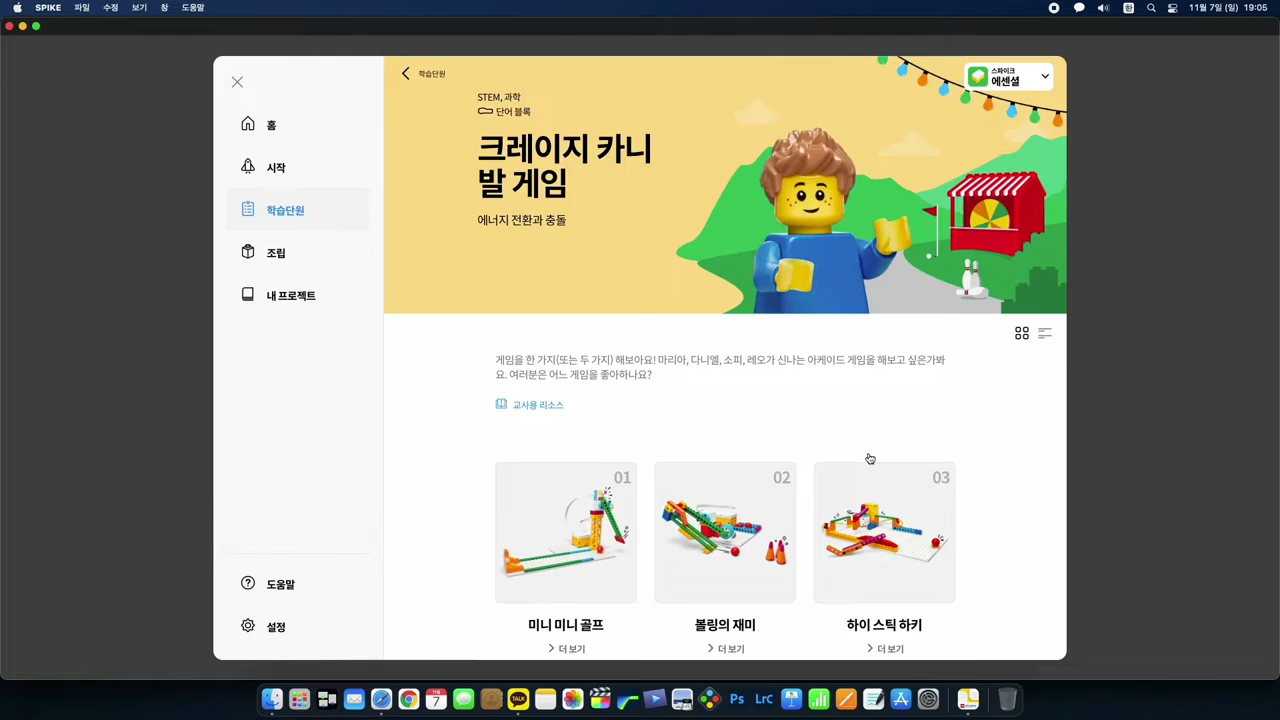 SPIKE 파일 수정 보기 창 도움말
한 11월 7일 (일) 19:05
홈
시작
학습단원
조립
내 프로젝트
도움말
설정
학습단원
스파이크
에센셜
STEM, 과학
단어 블록
크레이지 카니
발 게임
에너지 전환과 충돌
게임을 한 가지(또는 두 가지) 해보아요! 마리아, 다니엘, 소피, 레오가 신나는 아케이드 게임을 해보고 싶은가봐
요. 여러분은 어느 게임을 좋아하나요?
교사용 리소스
01
02
03
미니 미니 골프
볼링의 재미
하이 스틱 하키
더 보기
더 보기
더 보기
11월
7
TALK
Ps
LrC